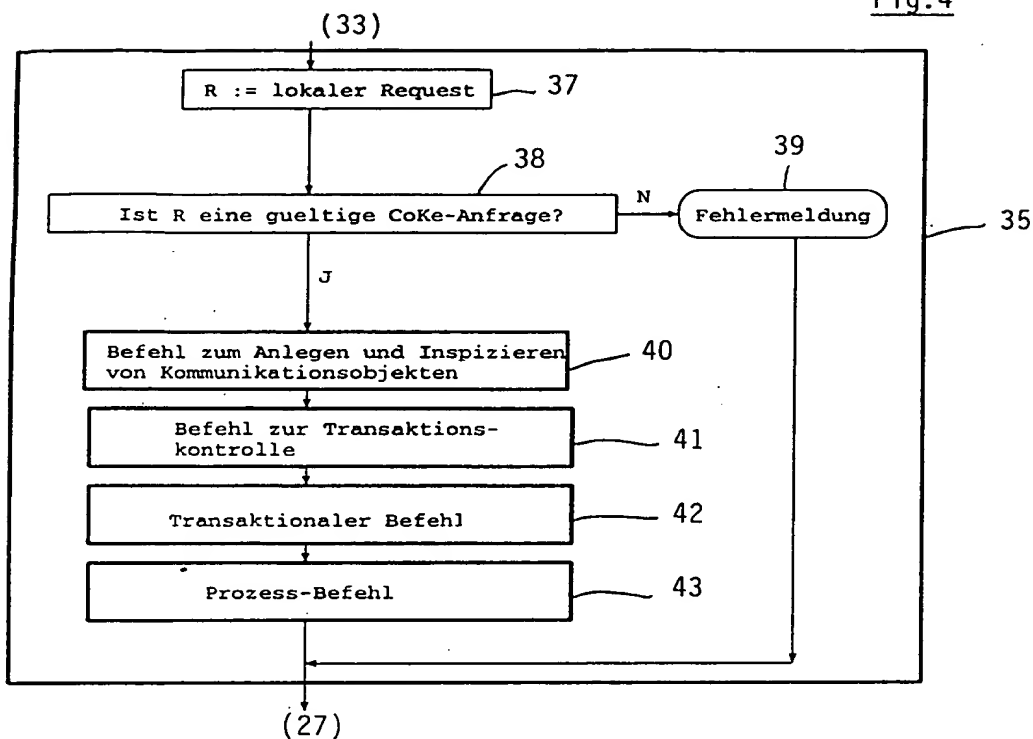 Fig.4
(33)
R := lokaler Request
37
38
39
Ist R eine gueltige CoKe-Anfrage?
N
Fehlermeldung
35
J
Befehl zum Anlegen und Inspizieren
von Kommunikationsobjekten
40
Befehl zur Transaktions-
kontrolle
41
Transaktionaler Befehl
42
Prozess-Befehl
43
(27)